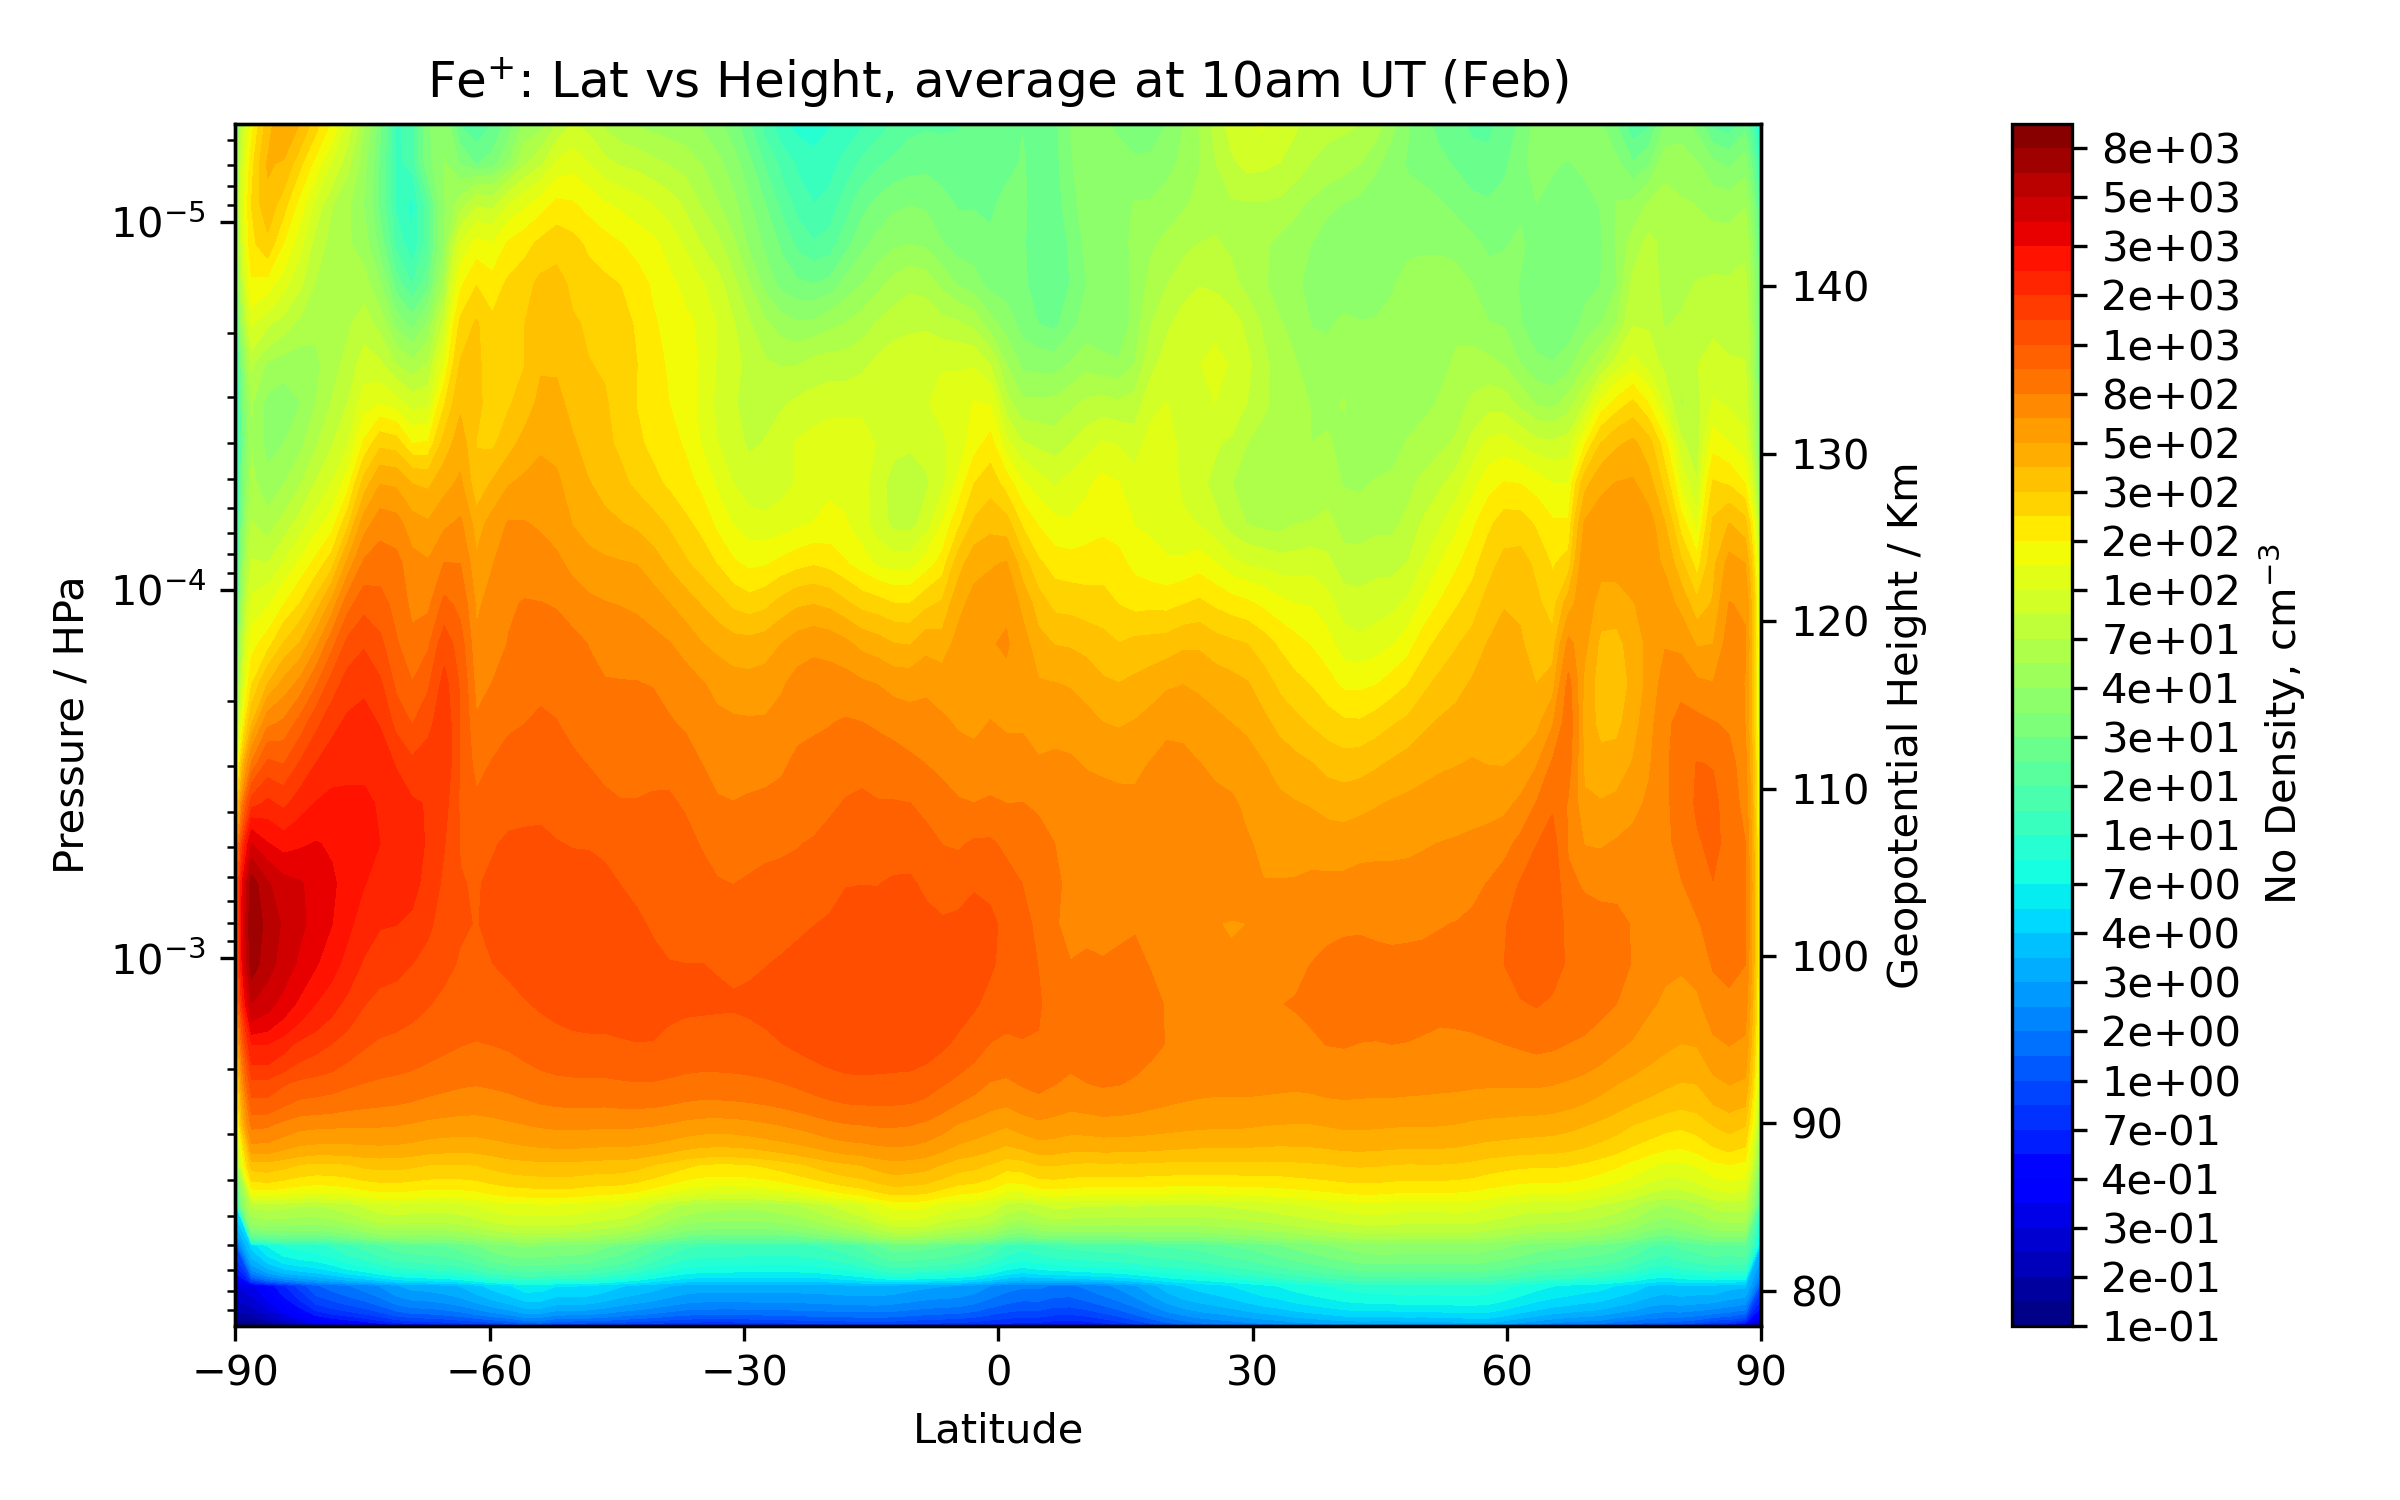 Fe⁺: Lat vs Height, average at 10am UT (Feb)
Pressure / HPa
10⁻⁵
10⁻⁴
10⁻³
−90
−60
−30
0
30
60
90
Latitude
140
130
120
110
100
90
80
Geopotential Height / Km
8e+03
5e+03
3e+03
2e+03
1e+03
8e+02
5e+02
3e+02
2e+02
1e+02
7e+01
4e+01
3e+01
2e+01
1e+01
7e+00
4e+00
3e+00
2e+00
1e+00
7e-01
4e-01
3e-01
2e-01
1e-01
No Density, cm⁻³